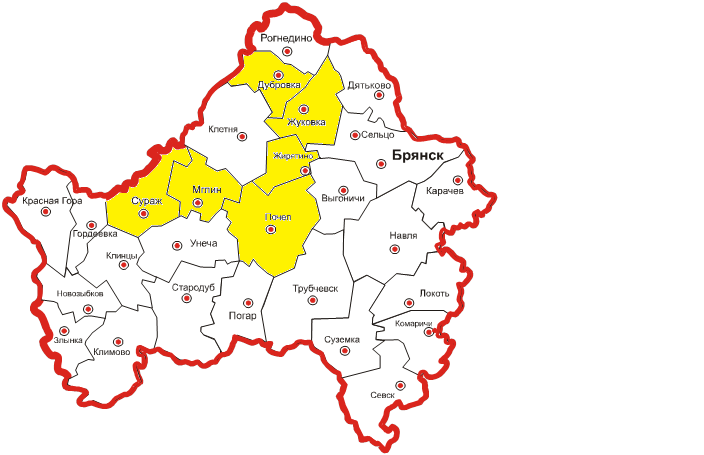 Рогнедино
Дубровка
Дятьково
Жуковка
Клетня
Сельцо
Жирятино
Брянск
Красная Гора
Сураж
Мглин
Выгоничи
Карачев
Почеп
Гордеевка
Унеча
Навля
Клинцы
Новозыбков
Стародуб
Трубчевск
Локоть
Погар
Комаричи
Злынка
Климово
Суземка
Севск